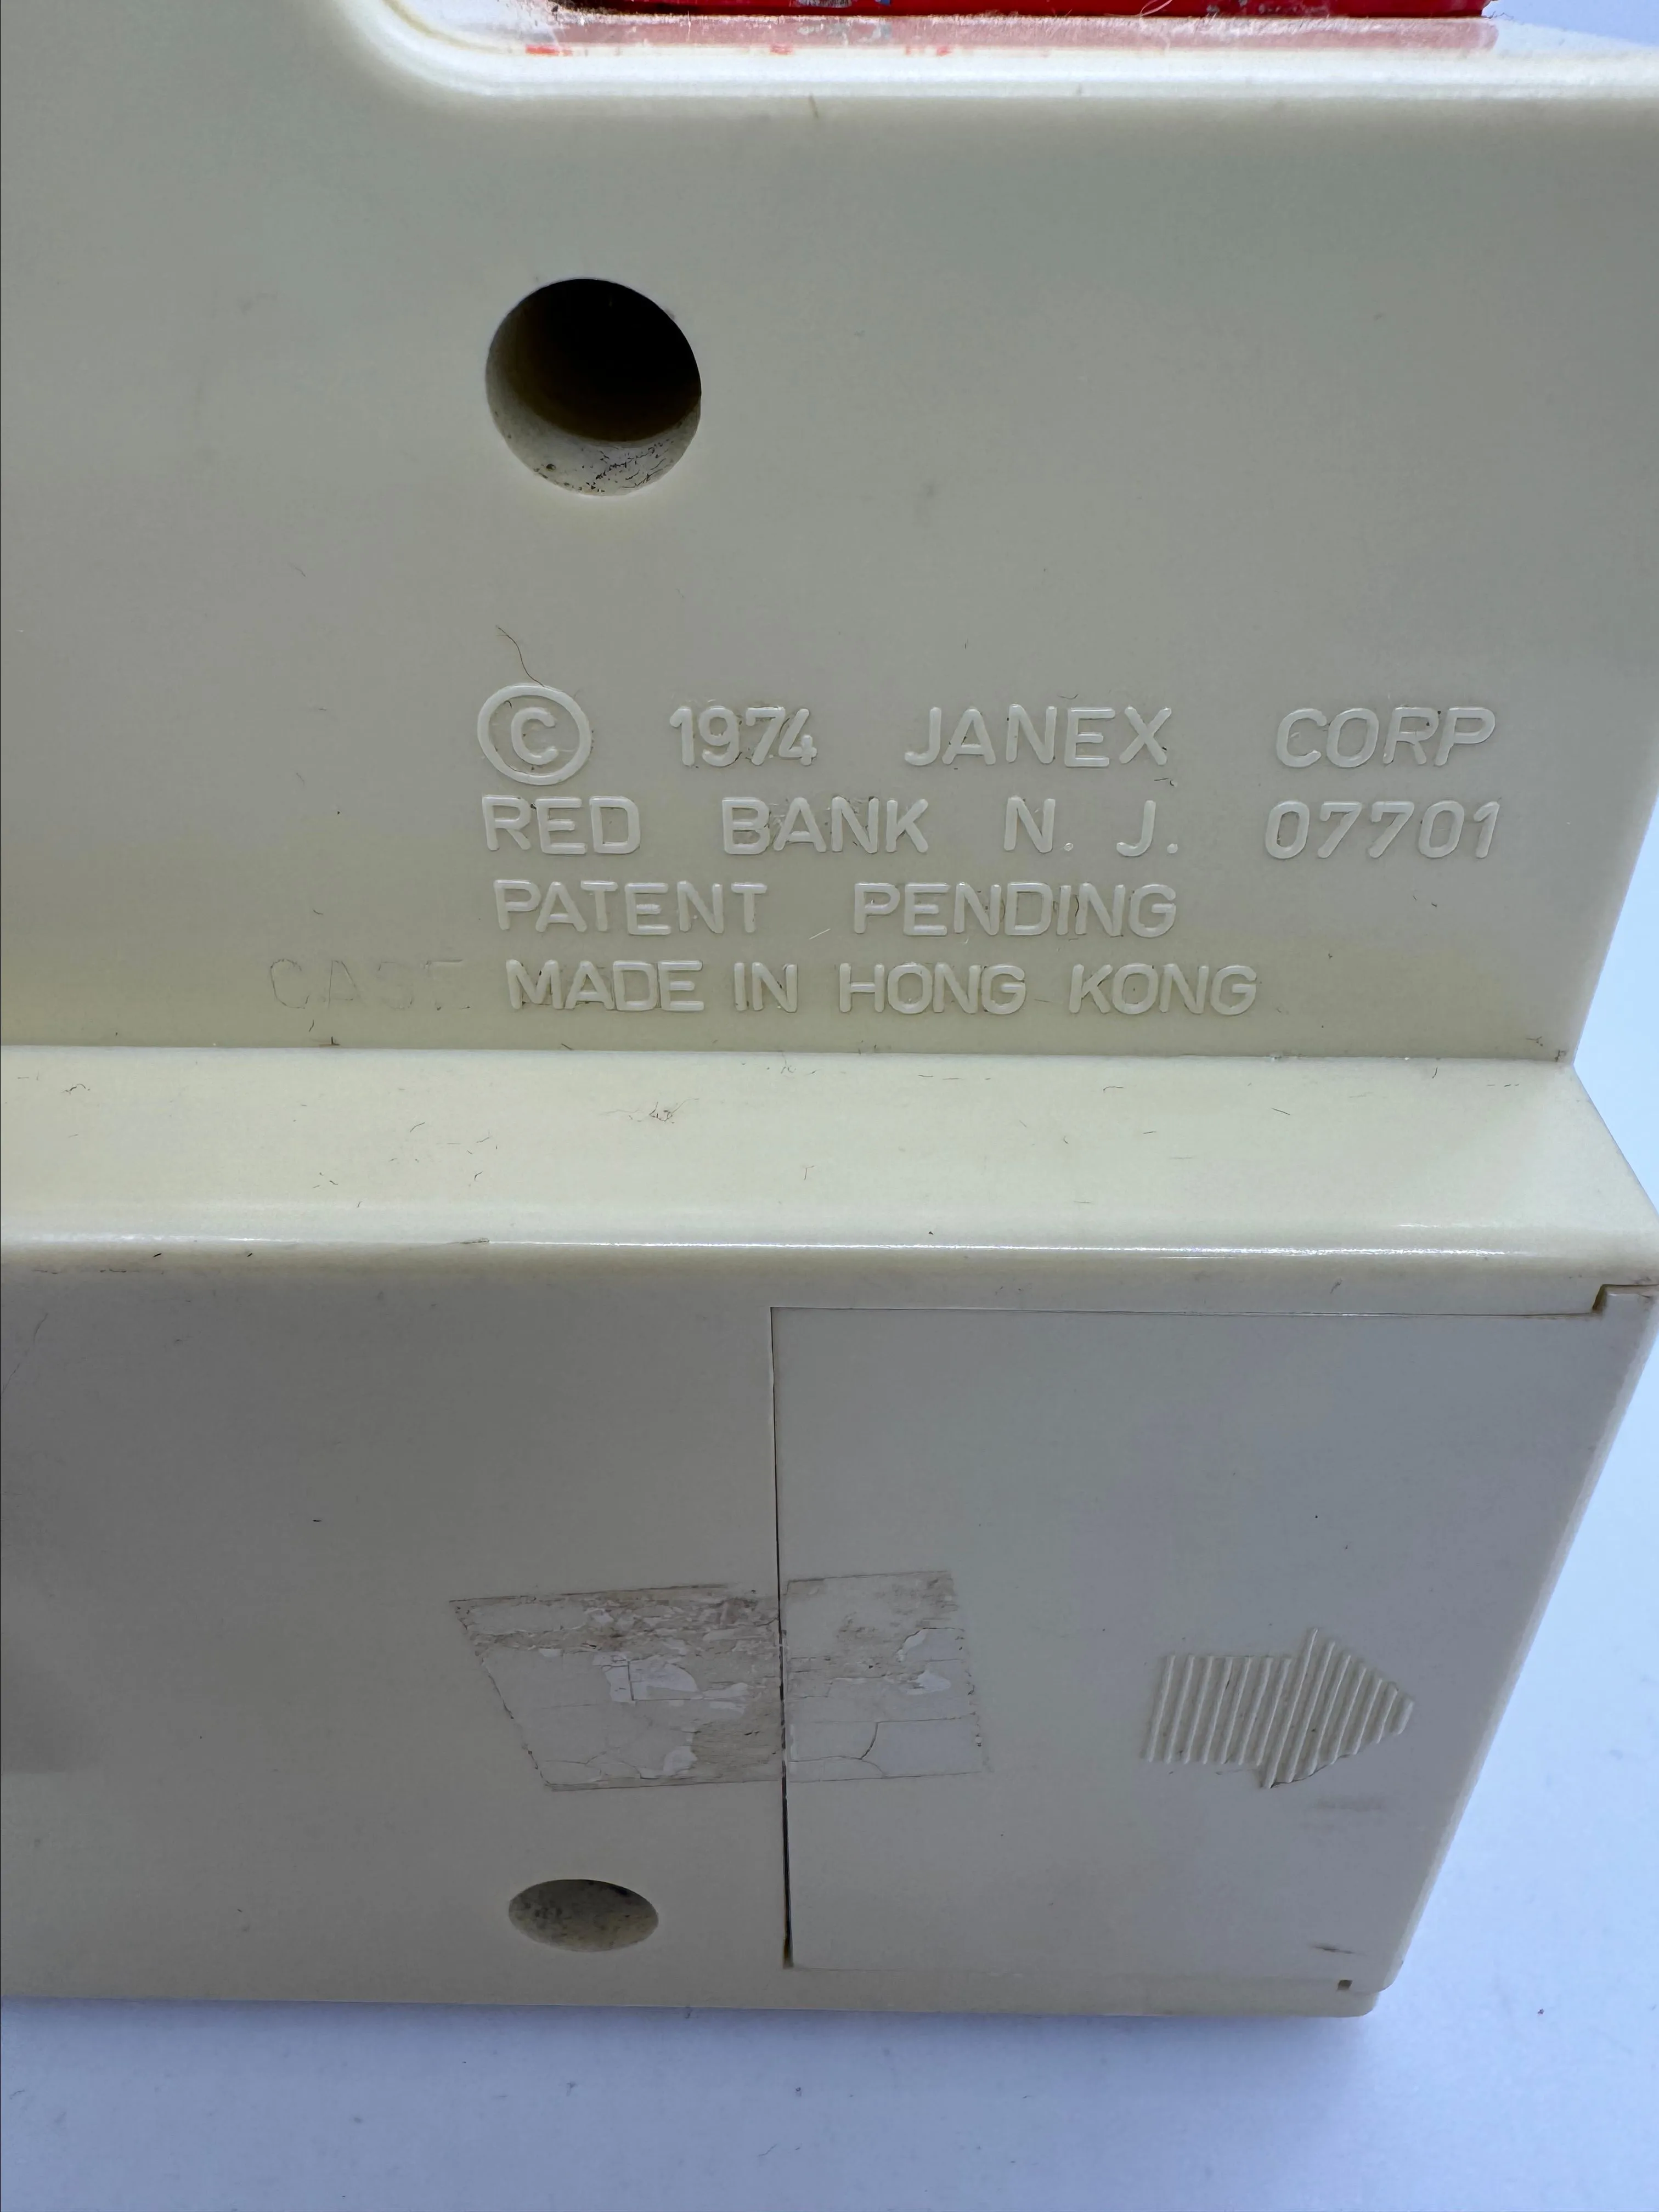 © 1974 JANEX CORP
RED BANK N. J. 07701
PATENT PENDING
CASE MADE IN HONG KONG